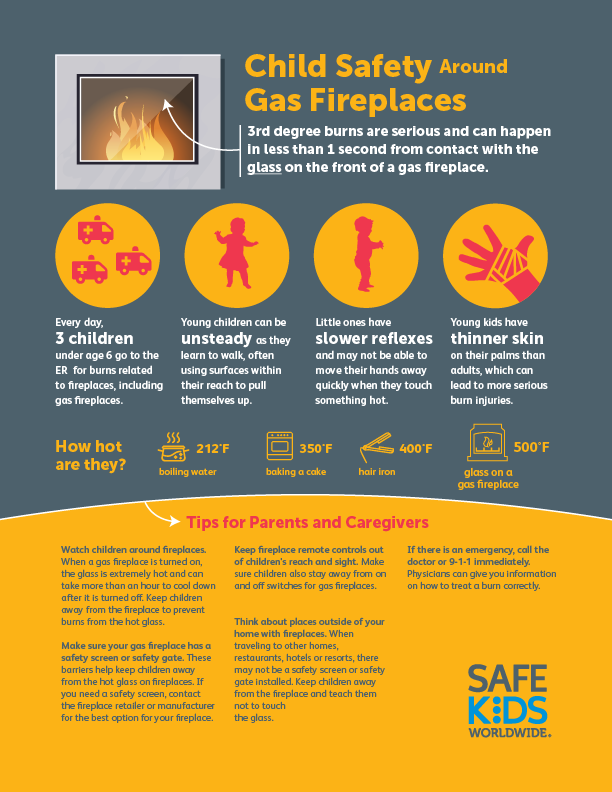 Child Safety Around
Gas Fireplaces
3rd degree burns are serious and can happen
in less than 1 second from contact with the
glass on the front of a gas fireplace.
Every day,
3 children
under age 6 go to the
ER for burns related
to fireplaces, including
gas fireplaces.
Young children can be
unsteady as they
learn to walk, often
using surfaces within
their reach to pull
themselves up.
Little ones have
slower reflexes
and may not be able to
move their hands away
quickly when they touch
something hot.
Young kids have
thinner skin
on their palms than
adults, which can
lead to more serious
burn injuries.
How hot
are they?
212°F
boiling water
350°F
baking a cake
400°F
hair iron
500°F
glass on a
gas fireplace
Tips for Parents and Caregivers
Watch children around fireplaces.
When a gas fireplace is turned on,
the glass is extremely hot and can
take more than an hour to cool down
after it is turned off. Keep children
away from the fireplace to prevent
burns from the hot glass.
Make sure your gas fireplace has a
safety screen or safety gate. These
barriers help keep children away
from the hot glass on fireplaces. If
you need a safety screen, contact
the fireplace retailer or manufacturer
for the best option for your fireplace.
Keep fireplace remote controls out
of children's reach and sight. Make
sure children also stay away from on
and off switches for gas fireplaces.
Think about places outside of your
home with fireplaces. When
traveling to other homes,
restaurants, hotels or resorts, there
may not be a safety screen or safety
gate installed. Keep children away
from the fireplace and teach them
not to touch
the glass.
If there is an emergency, call the
doctor or 9-1-1 immediately.
Physicians can give you information
on how to treat a burn correctly.
SAFE
KIDS
WORLDWIDE.